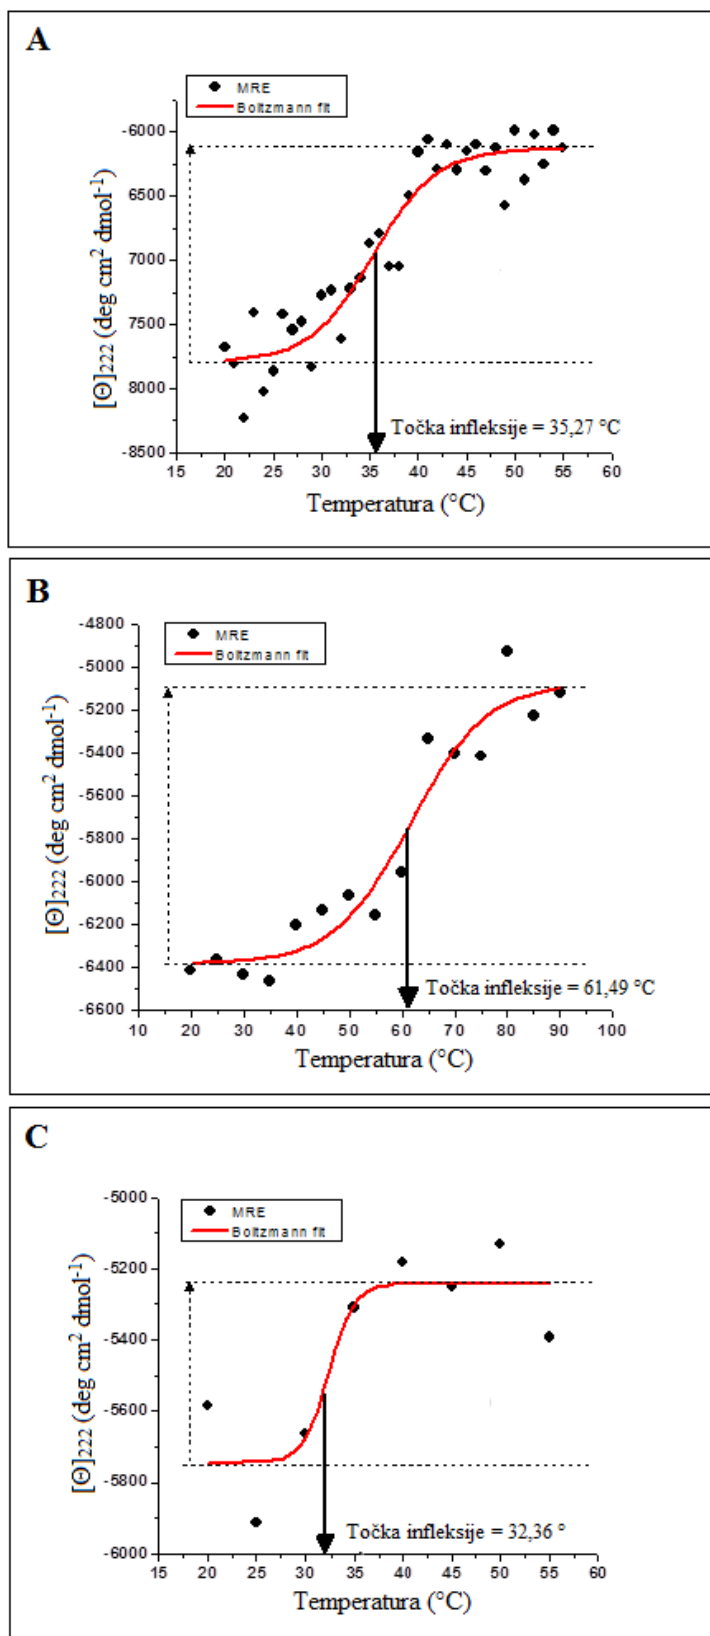 A
MRE
Boltzmann fit
-6000
6500
7000
7500
8000
-8500
15 20 25 30 35 40 45 50 55 60
[Θ]222 (deg cm² dmol⁻¹)
Točka infleksije = 35,27 °C
Temperatura (°C)
B
MRE
Boltzmann fit
-4800
-5000
-5200
-5400
-5600
-5800
-6000
-6200
-6400
-6600
10 20 30 40 50 60 70 80 90 100
[Θ]222 (deg cm² dmol⁻¹)
Točka infleksije = 61,49 °C
Temperatura (°C)
C
MRE
Boltzmann fit
-5000
-5200
-5400
-5600
-5800
-6000
15 20 25 30 35 40 45 50 55 60
[Θ]222 (deg cm² dmol⁻¹)
Točka infleksije = 32,36 °
Temperatura (°C)